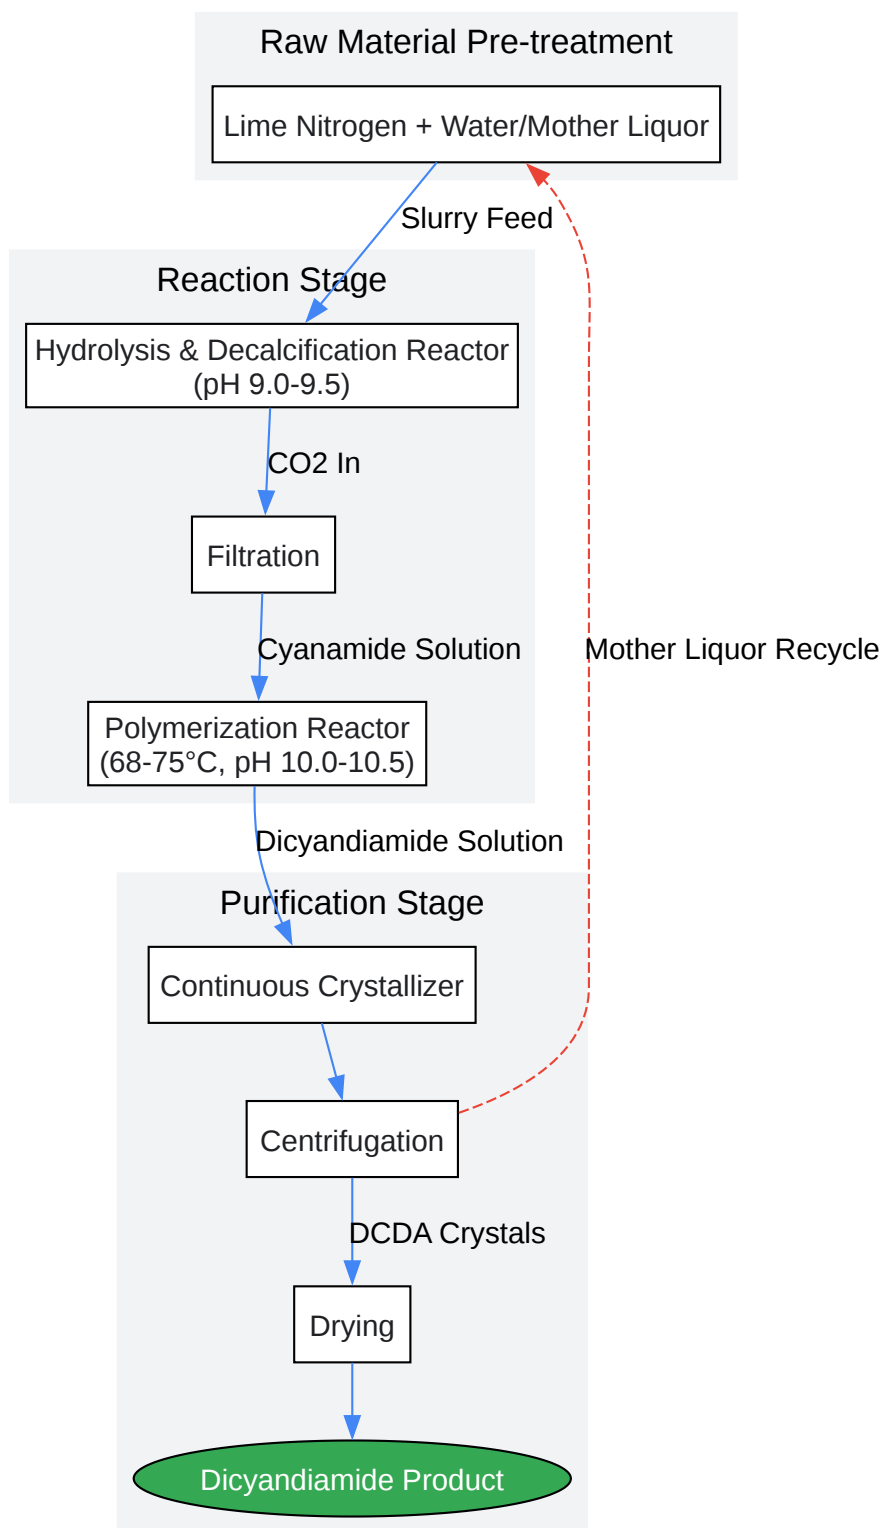 Raw Material Pre-treatment
Lime Nitrogen + Water/Mother Liquor
Slurry Feed
Reaction Stage
Hydrolysis & Decalcification Reactor
(pH 9.0-9.5)
CO2 In
Filtration
Cyanamide Solution
Mother Liquor Recycle
Polymerization Reactor
(68-75°C, pH 10.0-10.5)
Dicyandiamide Solution
Purification Stage
Continuous Crystallizer
Centrifugation
DCDA Crystals
Drying
Dicyandiamide Product